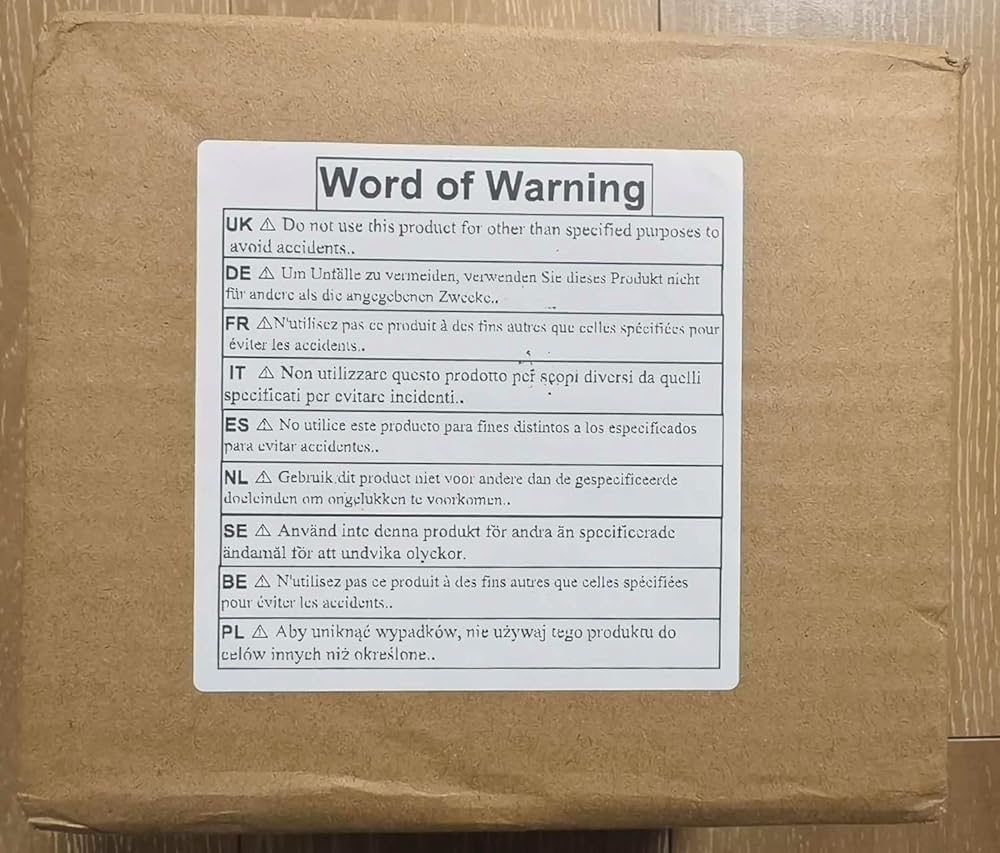 Word of Warning
UK ⚠ Do not use this product for other than specified purposes to
avoid accidents..
DE ⚠ Um Unfälle zu vermeiden, verwenden Sie dieses Produkt nicht
für andere als die angegebenen Zwecke..
FR ⚠N'utilisez pas ce produit à des fins autres que celles spécifiées pour
éviter les accidents..
IT ⚠ Non utilizzare questo prodotto per scopi diversi da quelli
specificati per evitare incidenti..
ES ⚠ No utilice este producto para fines distintos a los especificados
para evitar accidentes..
NL ⚠ Gebruik dit product niet voor andere dan de gespecificeerde
doeleinden om ongelukken te voorkomen..
SE ⚠ Använd inte denna produkt för andra än specificerade
ändamål för att undvika olyckor.
BE ⚠ N'utilisez pas ce produit à des fins autres que celles spécifiées
pour éviter les accidents..
PL ⚠ Aby uniknąć wypadków, nie używaj tego produktu do
celów innych niż określone..